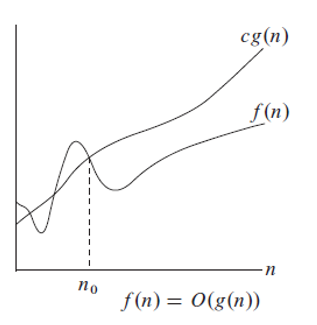 cg(n)
f(n)
n
n₀
f(n) = O(g(n))